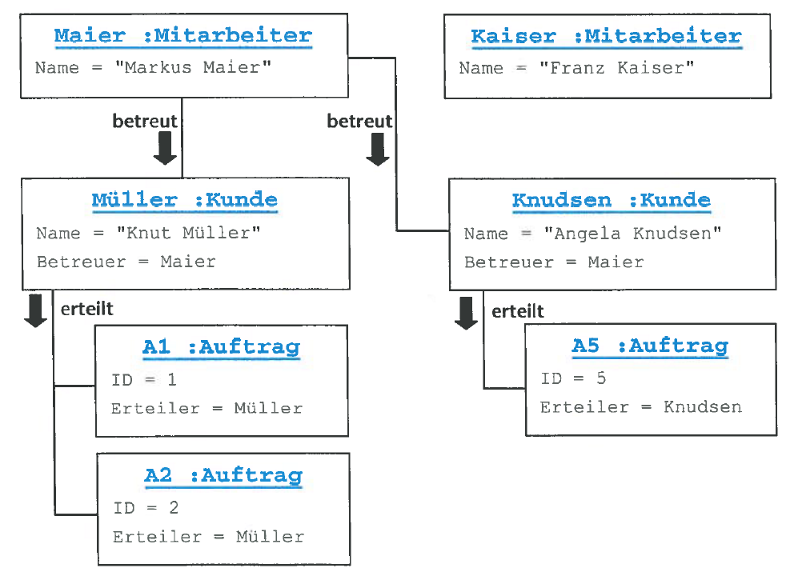 Maier :Mitarbeiter
Name = "Markus Maier"
Kaiser :Mitarbeiter
Name = "Franz Kaiser"
betreut
betreut
Müller :Kunde
Name = "Knut Müller"
Betreuer = Maier
Knudsen :Kunde
Name = "Angela Knudsen"
Betreuer = Maier
erteilt
erteilt
A1 :Auftrag
ID = 1
Erteiler = Müller
A5 :Auftrag
ID = 5
Erteiler = Knudsen
A2 :Auftrag
ID = 2
Erteiler = Müller